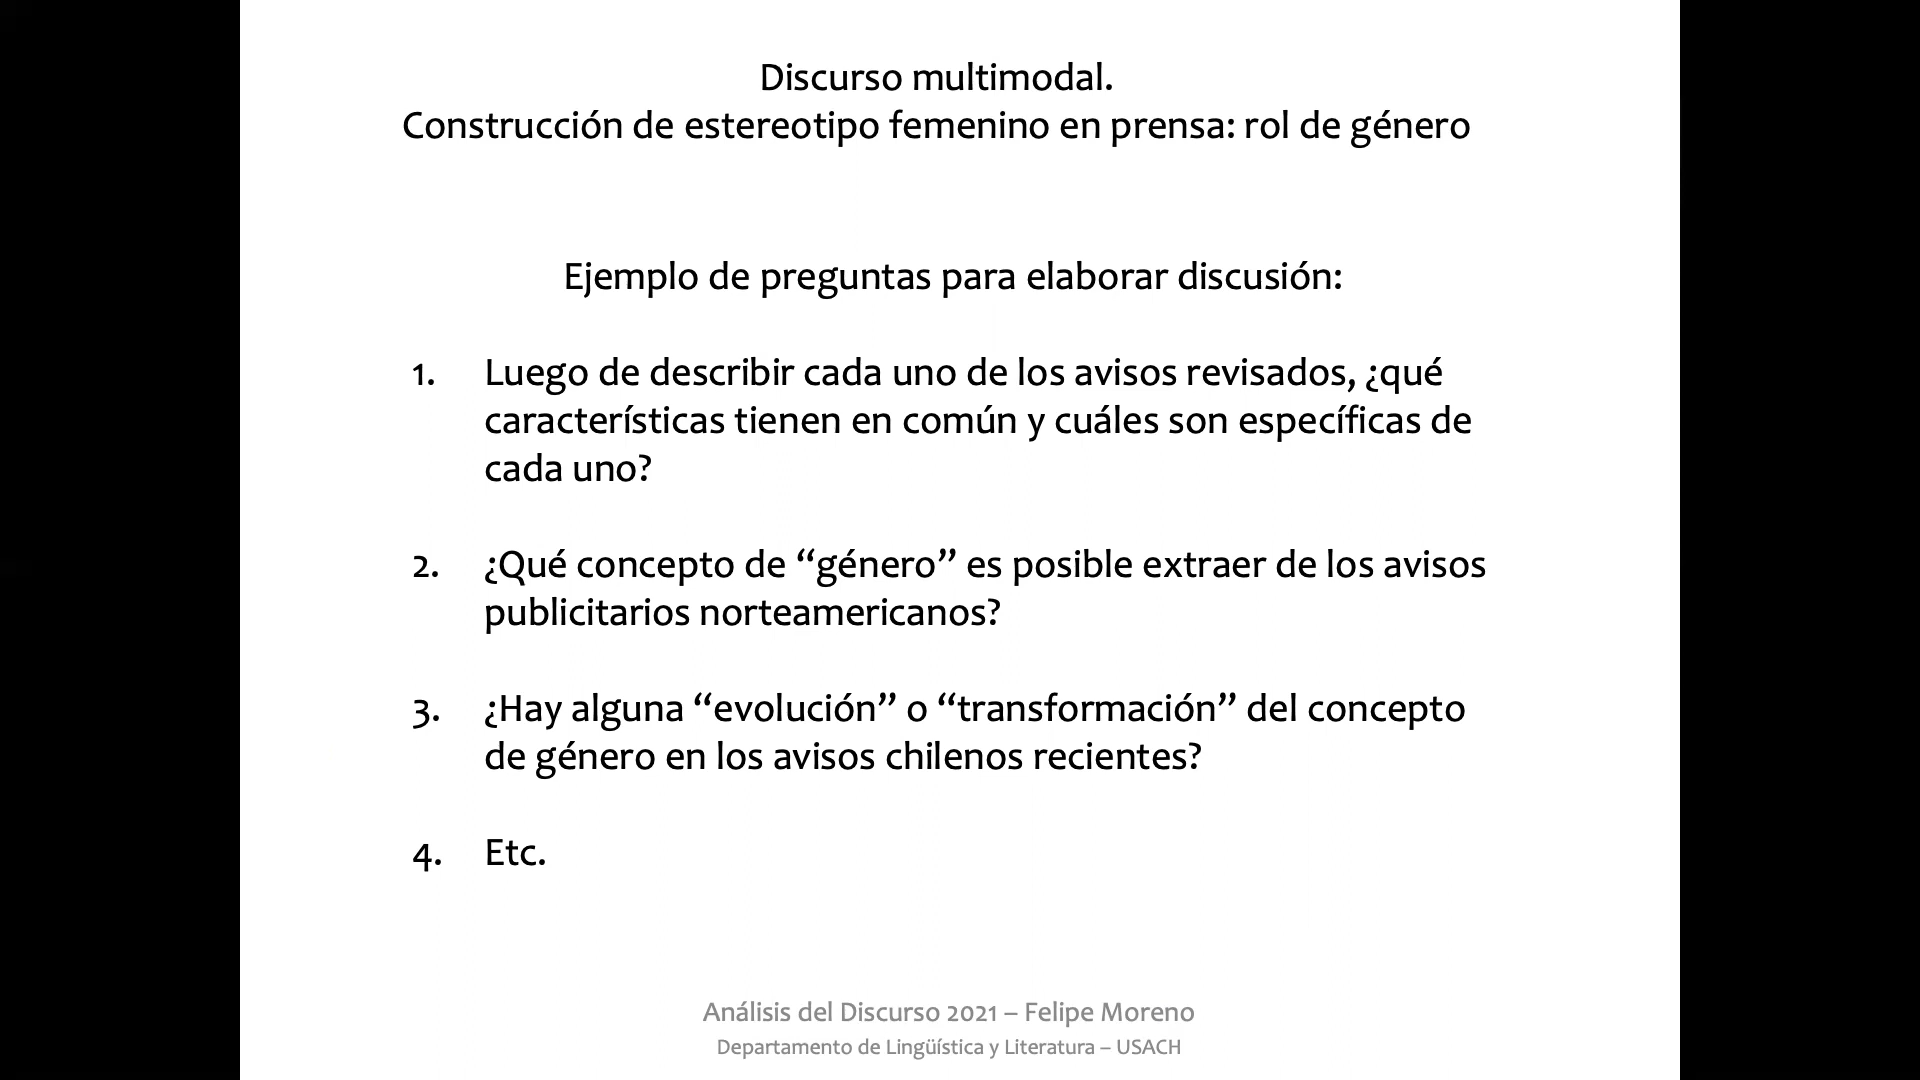 Discurso multimodal.
Construcción de estereotipo femenino en prensa: rol de género
Ejemplo de preguntas para elaborar discusión:
1. Luego de describir cada uno de los avisos revisados, ¿qué
características tienen en común y cuáles son específicas de
cada uno?
2. ¿Qué concepto de “género” es posible extraer de los avisos
publicitarios norteamericanos?
3. ¿Hay alguna “evolución” o “transformación” del concepto
de género en los avisos chilenos recientes?
4. Etc.
Análisis del Discurso 2021 – Felipe Moreno
Departamento de Lingüística y Literatura – USACH